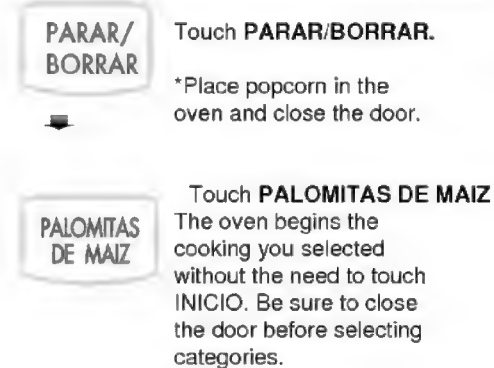 PARAR/
BORRAR
Touch PARAR/BORRAR.
*Place popcorn in the
oven and close the door.
PALOMITAS
DE MAIZ
Touch PALOMITAS DE MAIZ
The oven begins the
cooking you selected
without the need to touch
INICIO. Be sure to close
the door before selecting
categories.